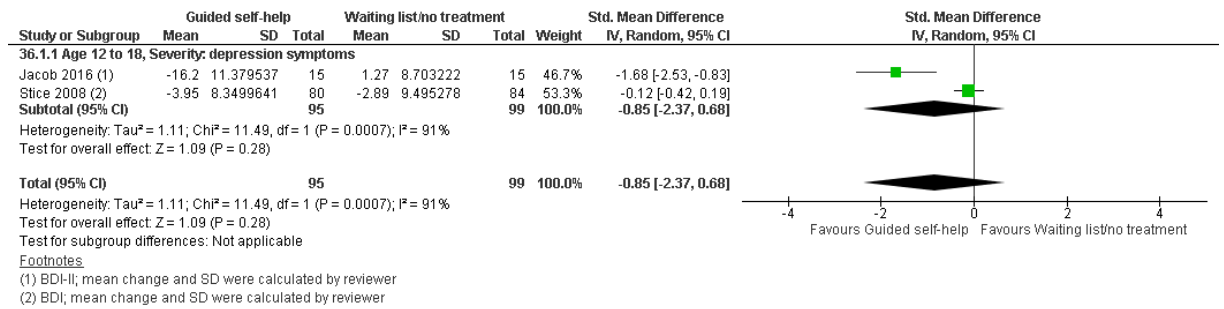 Guided self-help Waiting list/no treatment Std. Mean Difference Std. Mean Difference
Study or Subgroup Mean SD Total Mean SD Total Weight IV, Random, 95% CI IV, Random, 95% CI
36.1.1 Age 12 to 18, Severity: depression symptoms
Jacob 2016 (1) -16.2 11.379537 15 1.27 8.703222 15 46.7% -1.68 [-2.53, -0.83]
Stice 2008 (2) -3.95 8.3499641 80 -2.89 9.495278 84 53.3% -0.12 [-0.42, 0.19]
Subtotal (95% CI) 95 99 100.0% -0.85 [-2.37, 0.68]
Heterogeneity: Tau² = 1.11; Chi² = 11.49, df = 1 (P = 0.0007); I² = 91%
Test for overall effect: Z = 1.09 (P = 0.28)
Total (95% CI) 95 99 100.0% -0.85 [-2.37, 0.68]
Heterogeneity: Tau² = 1.11; Chi² = 11.49, df = 1 (P = 0.0007); I² = 91%
Test for overall effect: Z = 1.09 (P = 0.28)
Test for subgroup differences: Not applicable
-4 -2 0 2 4
Favours Guided self-help Favours Waiting list/no treatment
Footnotes
(1) BDI-II; mean change and SD were calculated by reviewer
(2) BDI; mean change and SD were calculated by reviewer